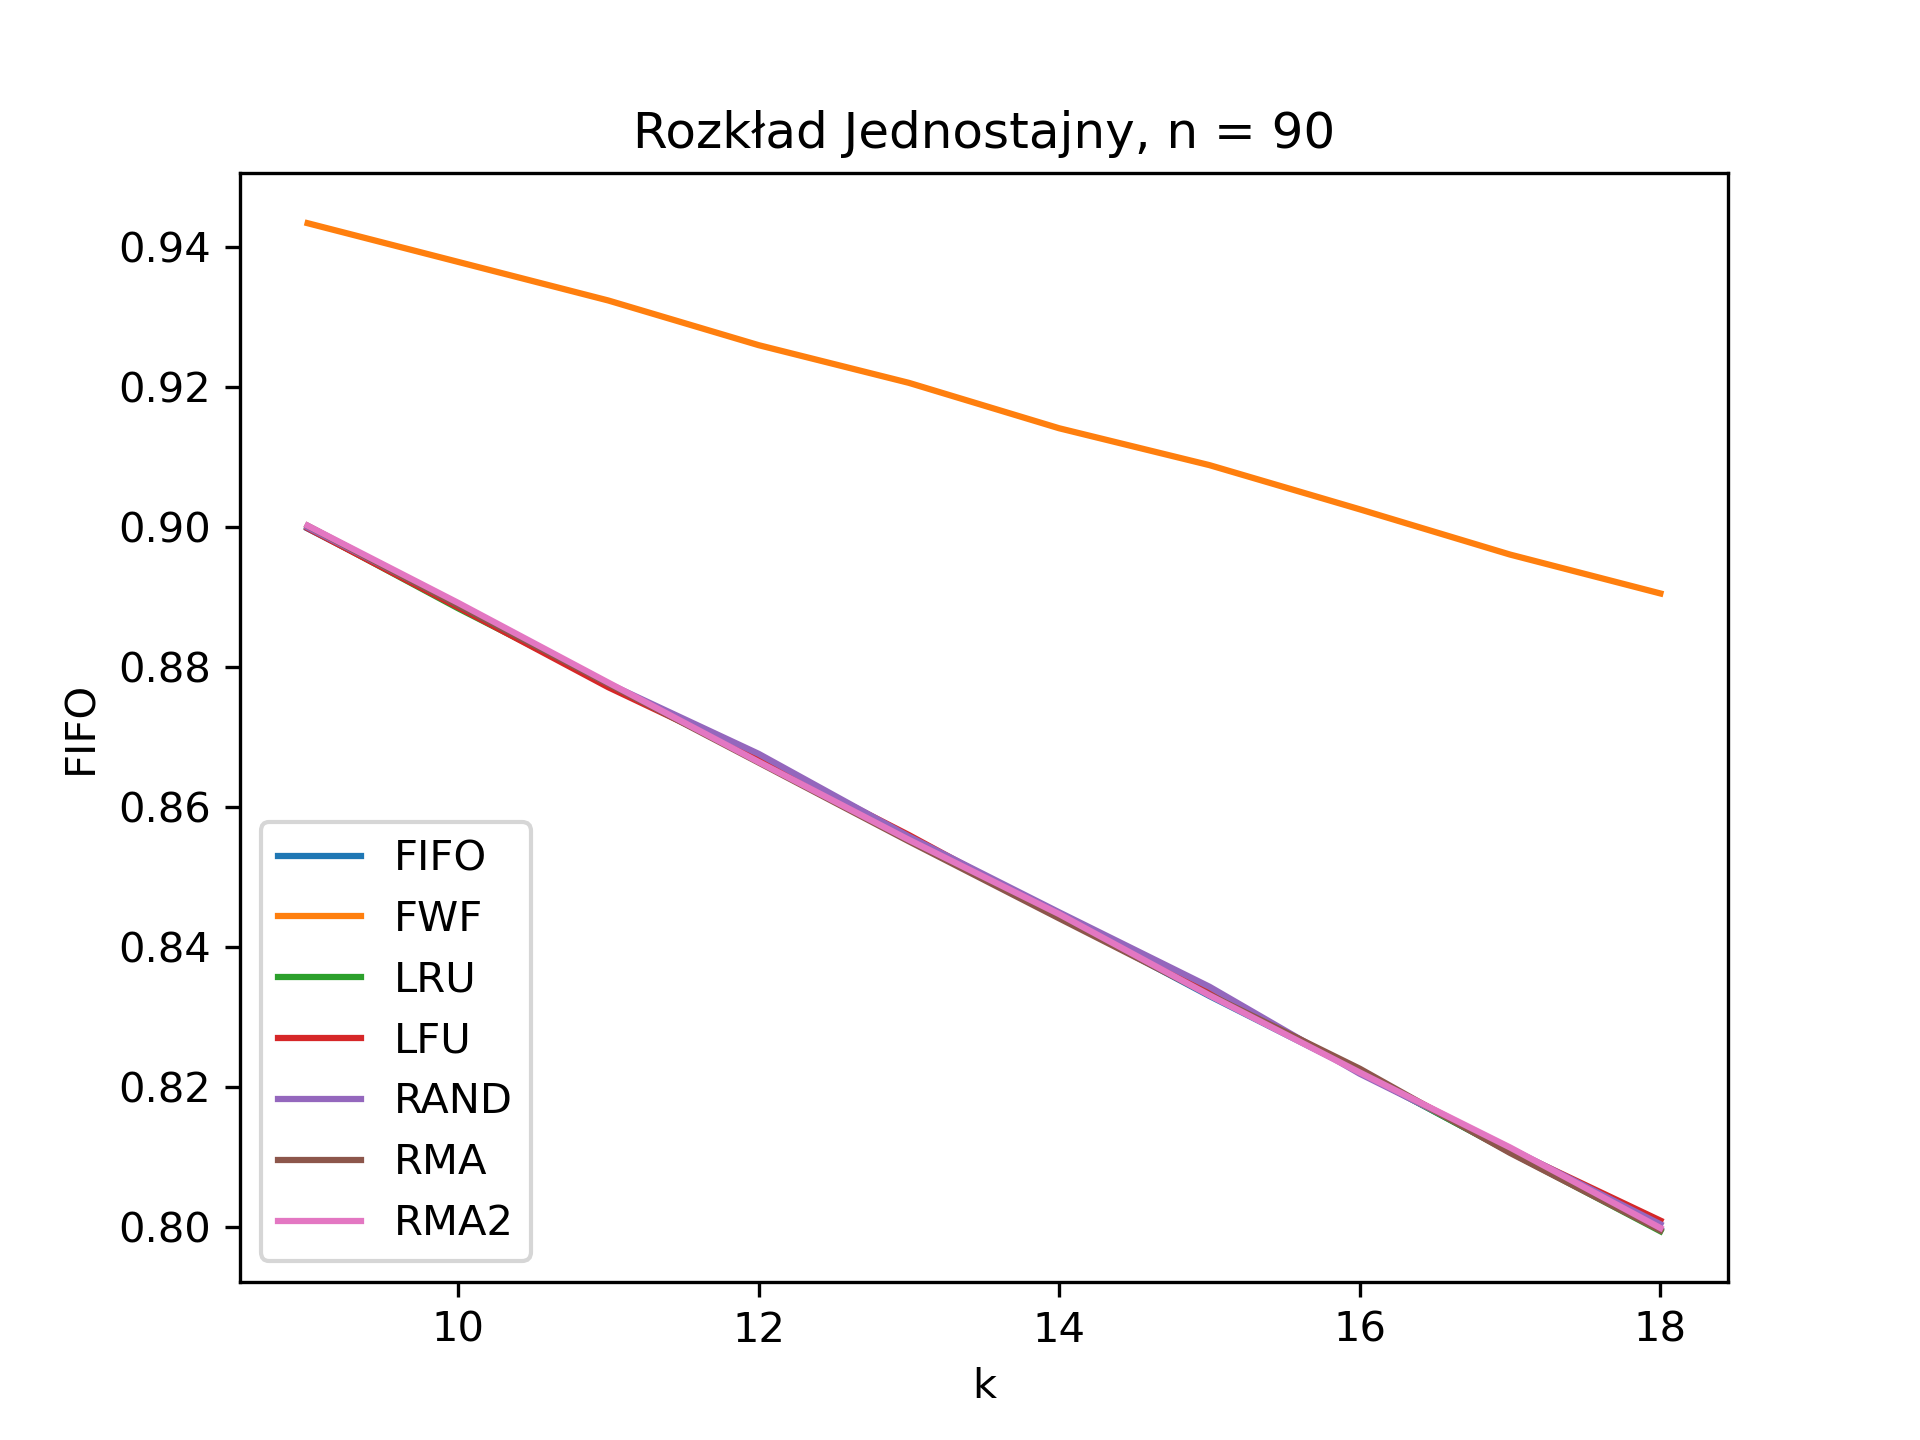 Rozkład Jednostajny, n = 90
0.94
0.92
0.90
0.88
0.86
0.84
0.82
0.80
FIFO
FIFO
FWF
LRU
LFU
RAND
RMA
RMA2
10 12 14 16 18
k